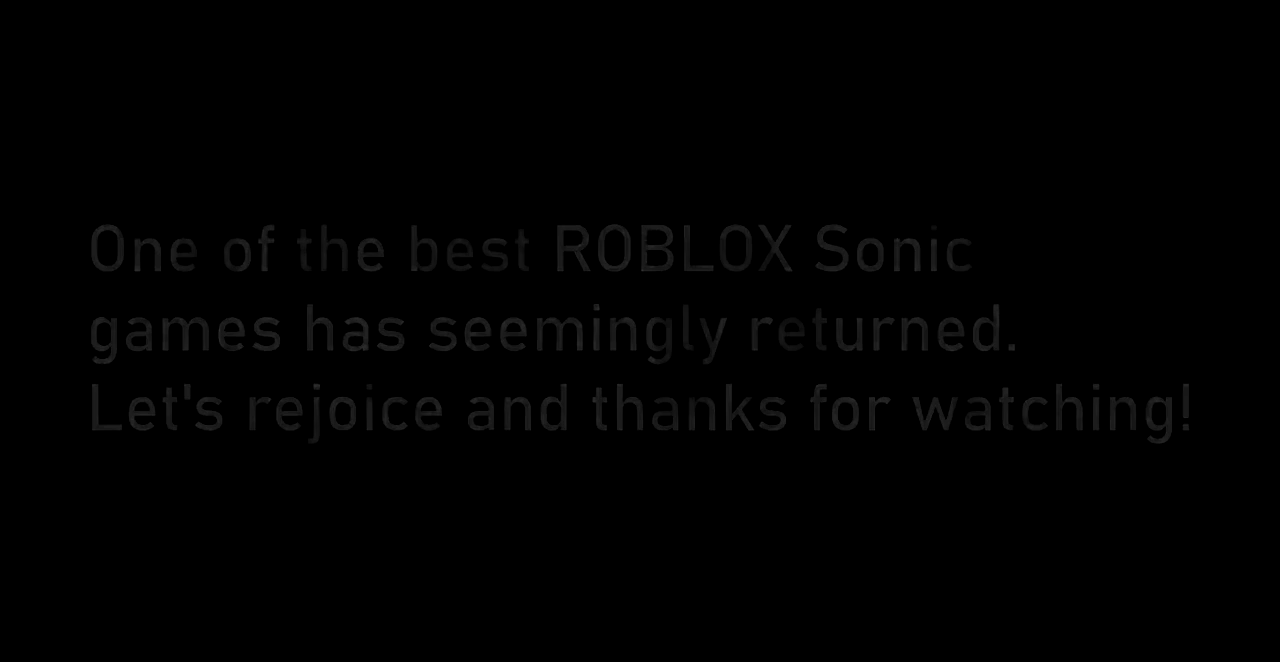 One of the best ROBLOX Sonic
games has seemingly returned.
Let's rejoice and thanks for watching!